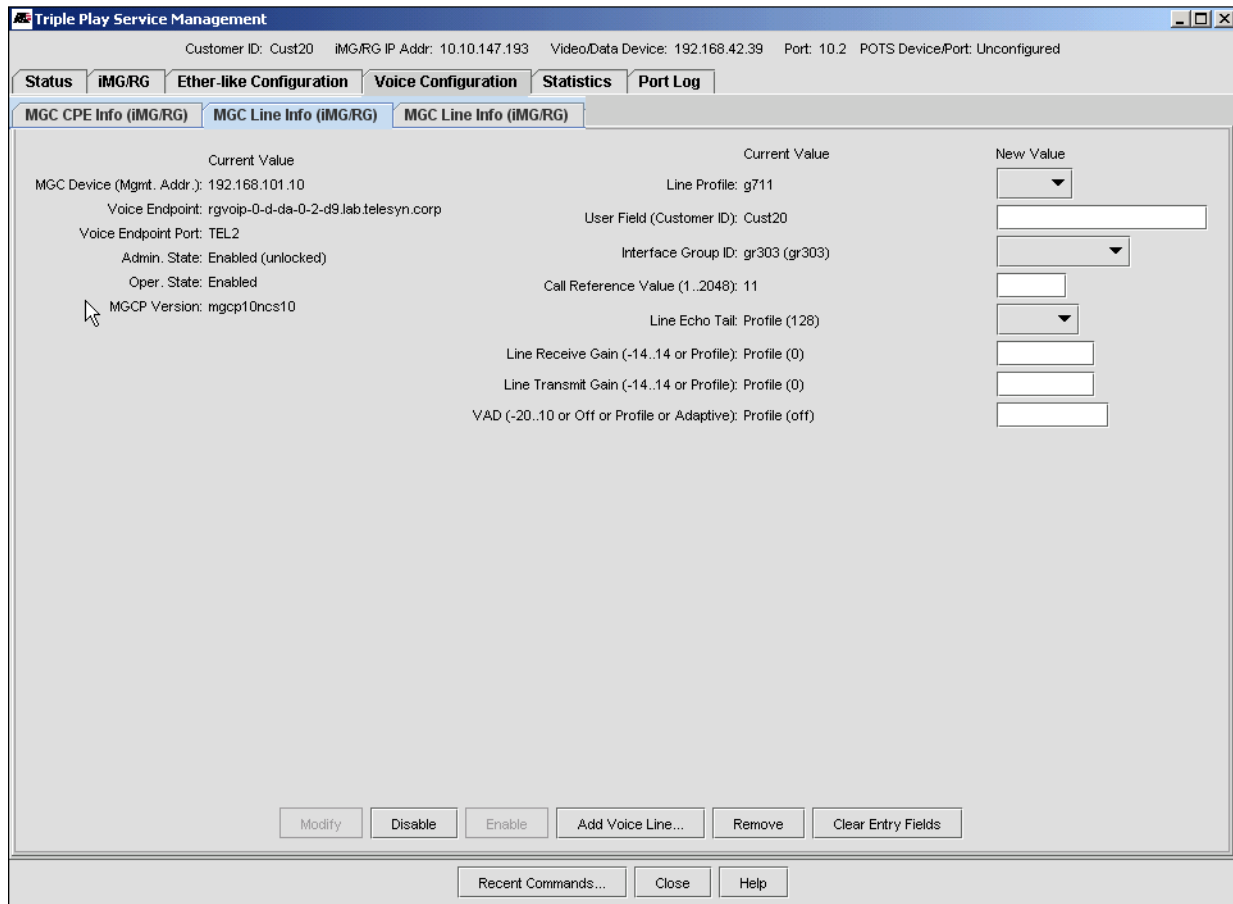 Triple Play Service Management
Customer ID: Cust20 iMG/RG IP Addr: 10.10.147.193 Video/Data Device: 192.168.42.39 Port: 10.2 POTS Device/Port: Unconfigured
Status iMG/RG Ether-like Configuration Voice Configuration Statistics Port Log
MGC CPE Info (iMG/RG) MGC Line Info (iMG/RG) MGC Line Info (iMG/RG)
Current Value
MGC Device (Mgmt. Addr.): 192.168.101.10
Voice Endpoint: rgvoip-0-d-da-0-2-d9.lab.telesyn.corp
Voice Endpoint Port: TEL2
Admin. State: Enabled (unlocked)
Oper. State: Enabled
MGCP Version: mgcp10ncs10
Current Value New Value
Line Profile: g711
User Field (Customer ID): Cust20
Interface Group ID: gr303 (gr303)
Call Reference Value (1..2048): 11
Line Echo Tail: Profile (128)
Line Receive Gain (-14..14 or Profile): Profile (0)
Line Transmit Gain (-14..14 or Profile): Profile (0)
VAD (-20..10 or Off or Profile or Adaptive): Profile (off)
Modify Disable Enable Add Voice Line... Remove Clear Entry Fields
Recent Commands... Close Help